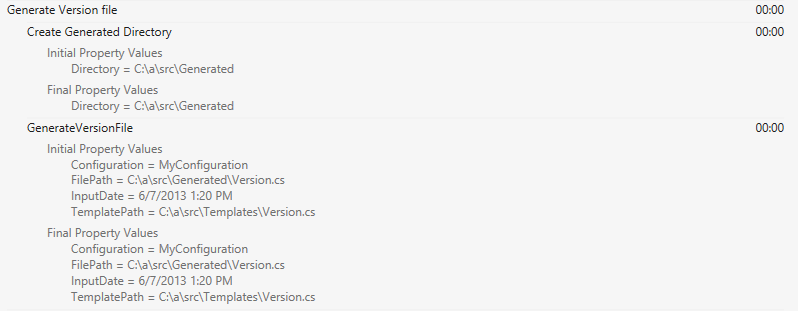 Generate Version file 00:00
Create Generated Directory 00:00
Initial Property Values
Directory = C:\a\src\Generated
Final Property Values
Directory = C:\a\src\Generated
GenerateVersionFile 00:00
Initial Property Values
Configuration = MyConfiguration
FilePath = C:\a\src\Generated\Version.cs
InputDate = 6/7/2013 1:20 PM
TemplatePath = C:\a\src\Templates\Version.cs
Final Property Values
Configuration = MyConfiguration
FilePath = C:\a\src\Generated\Version.cs
InputDate = 6/7/2013 1:20 PM
TemplatePath = C:\a\src\Templates\Version.cs